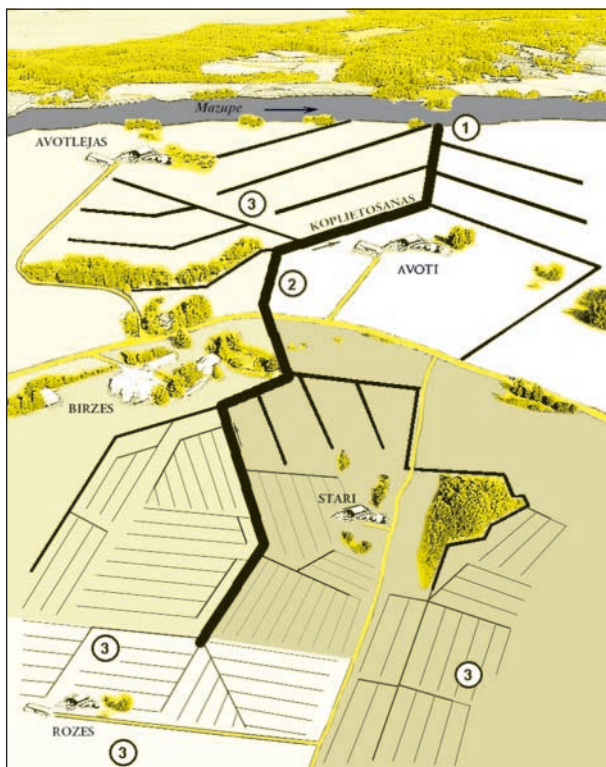 Mazupe
1
AVOTLEJAS
3
KOPLIETOŠANAS
AVOTI
2
BIRZES
STARI
3
3
ROZES
3